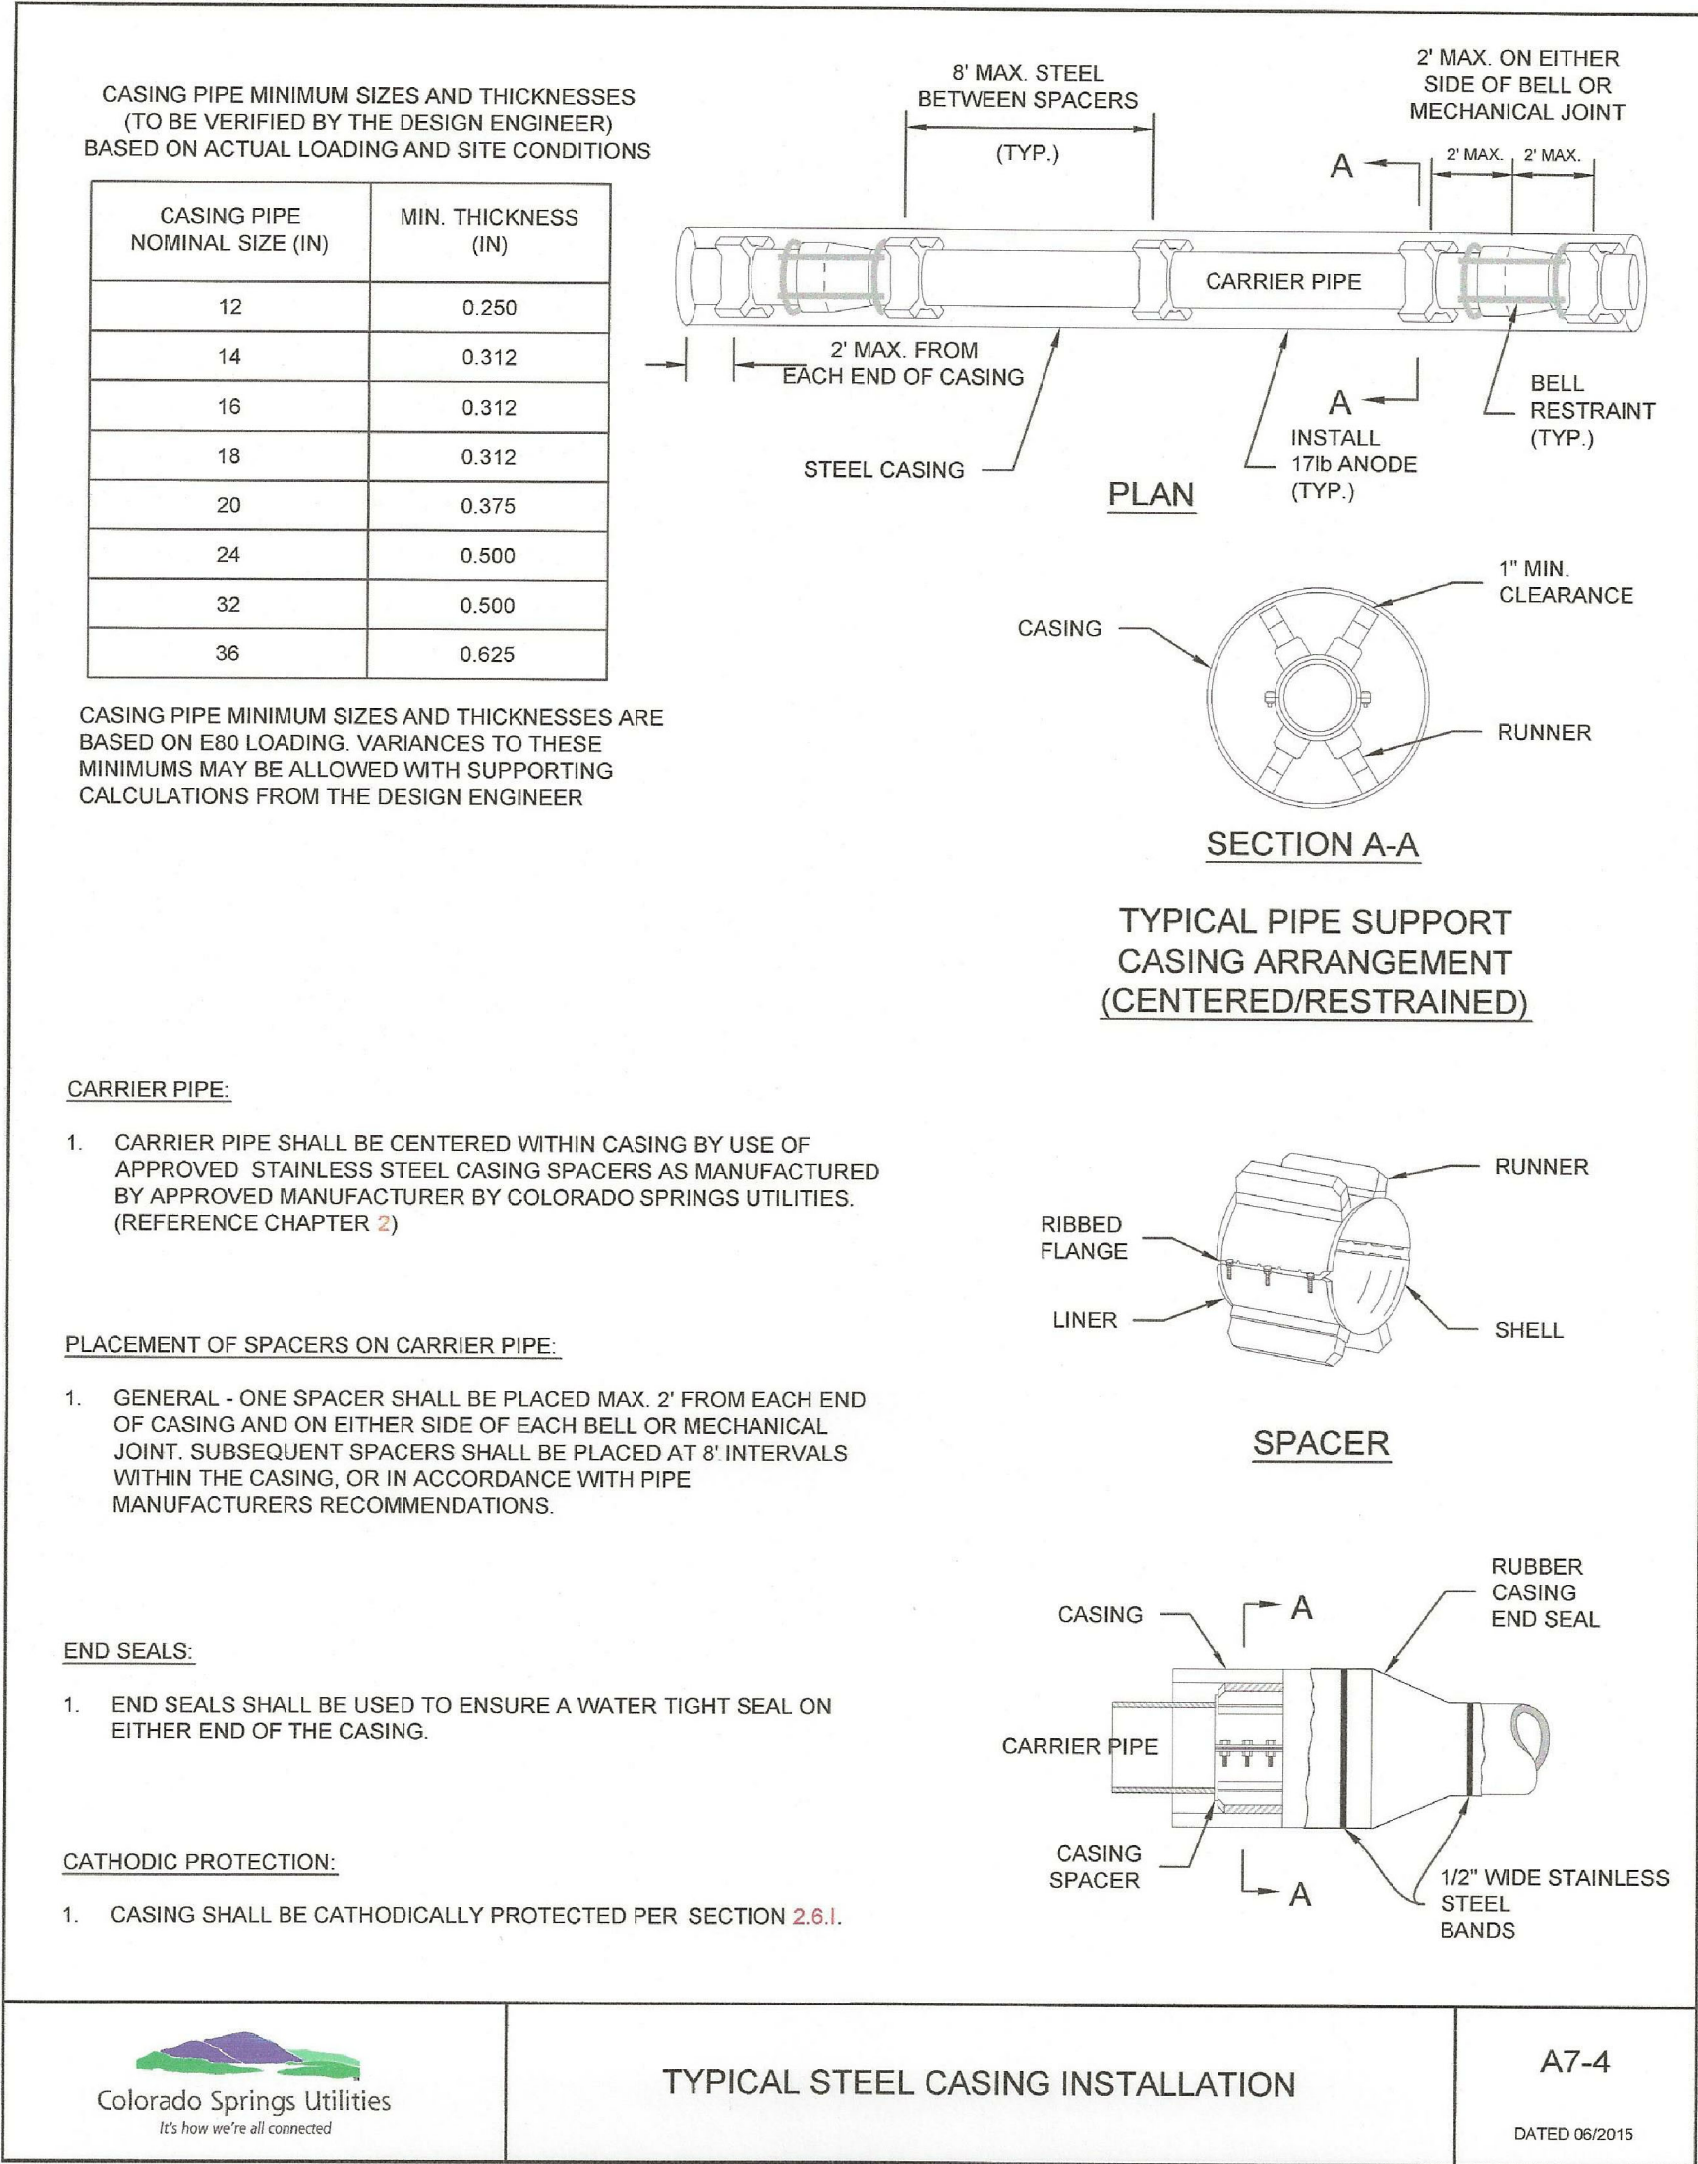 CASING PIPE MINIMUM SIZES AND THICKNESSES
(TO BE VERIFIED BY THE DESIGN ENGINEER)
BASED ON ACTUAL LOADING AND SITE CONDITIONS
CASING PIPE NOMINAL SIZE (IN) MIN. THICKNESS (IN)
12 0.250
14 0.312
16 0.312
18 0.312
20 0.375
24 0.500
32 0.500
36 0.625
CASING PIPE MINIMUM SIZES AND THICKNESSES ARE
BASED ON E80 LOADING. VARIANCES TO THESE
MINIMUMS MAY BE ALLOWED WITH SUPPORTING
CALCULATIONS FROM THE DESIGN ENGINEER
8' MAX. STEEL
BETWEEN SPACERS
(TYP.)
2' MAX. ON EITHER
SIDE OF BELL OR
MECHANICAL JOINT
2' MAX. 2' MAX.
A
CARRIER PIPE
2' MAX. FROM
EACH END OF CASING
A
STEEL CASING
INSTALL
17lb ANODE
(TYP.)
BELL
RESTRAINT
(TYP.)
PLAN
1" MIN.
CLEARANCE
CASING
RUNNER
SECTION A-A
TYPICAL PIPE SUPPORT
CASING ARRANGEMENT
(CENTERED/RESTRAINED)
CARRIER PIPE:
1. CARRIER PIPE SHALL BE CENTERED WITHIN CASING BY USE OF
APPROVED STAINLESS STEEL CASING SPACERS AS MANUFACTURED
BY APPROVED MANUFACTURER BY COLORADO SPRINGS UTILITIES.
(REFERENCE CHAPTER 2)
PLACEMENT OF SPACERS ON CARRIER PIPE:
1. GENERAL - ONE SPACER SHALL BE PLACED MAX. 2' FROM EACH END
OF CASING AND ON EITHER SIDE OF EACH BELL OR MECHANICAL
JOINT. SUBSEQUENT SPACERS SHALL BE PLACED AT 8' INTERVALS
WITHIN THE CASING, OR IN ACCORDANCE WITH PIPE
MANUFACTURERS RECOMMENDATIONS.
END SEALS:
1. END SEALS SHALL BE USED TO ENSURE A WATER TIGHT SEAL ON
EITHER END OF THE CASING.
CATHODIC PROTECTION:
1. CASING SHALL BE CATHODICALLY PROTECTED PER SECTION 2.6.I.
RUNNER
RIBBED
FLANGE
LINER
SHELL
SPACER
RUBBER
CASING
END SEAL
CASING
A
CARRIER PIPE
CASING
SPACER
A
1/2" WIDE STAINLESS
STEEL
BANDS
Colorado Springs Utilities
It's how we're all connected
TYPICAL STEEL CASING INSTALLATION
A7-4
DATED 06/2015